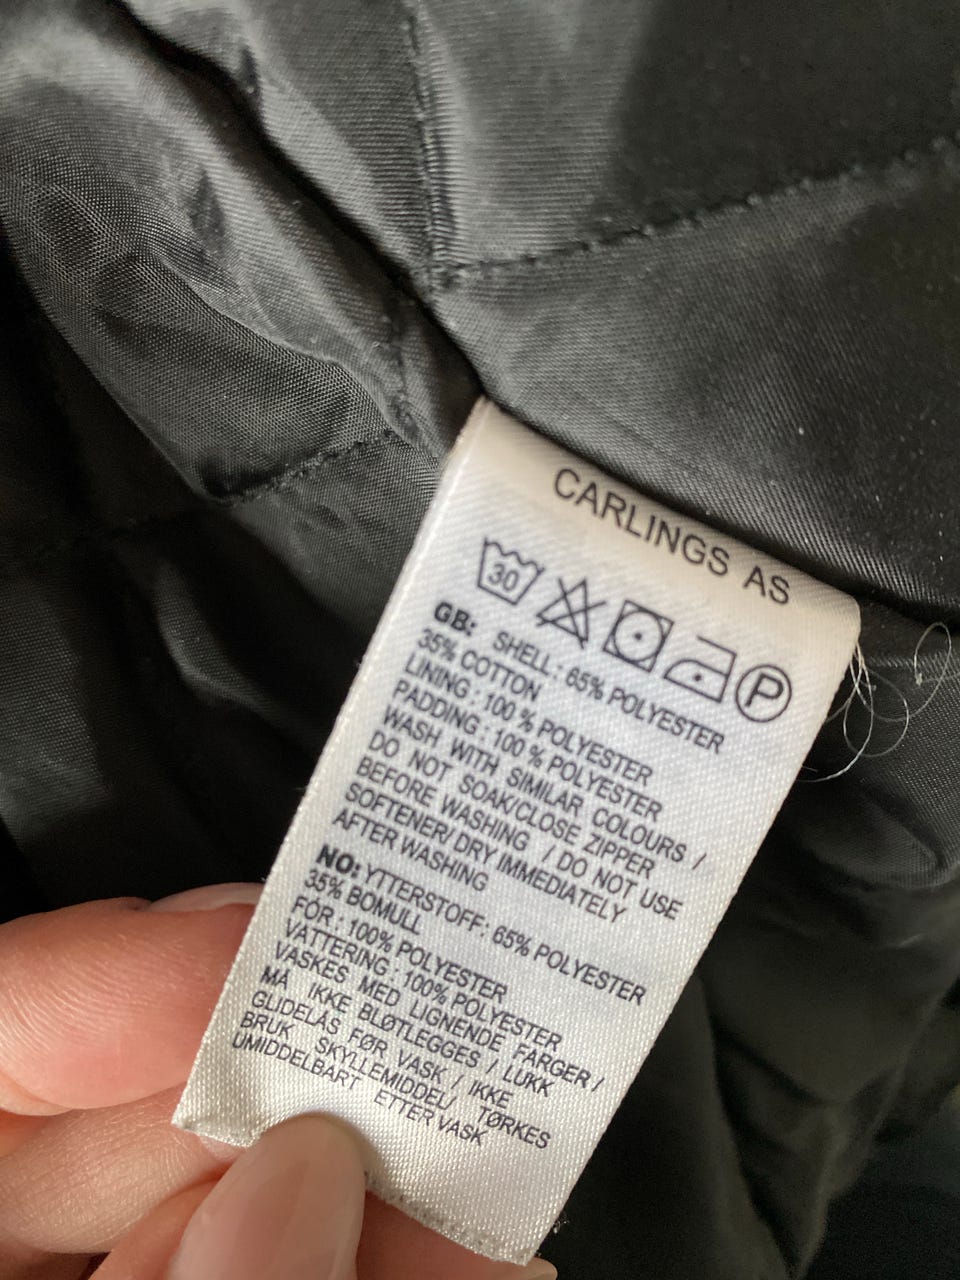 CARLINGS AS
30 P
GB: SHELL : 65% POLYESTER
35% COTTON
LINING : 100 % POLYESTER
PADDING : 100 % POLYESTER
WASH WITH SIMILAR COLOURS /
DO NOT SOAK/CLOSE ZIPPER
BEFORE WASHING / DO NOT USE
SOFTENER/ DRY IMMEDIATELY
AFTER WASHING
NO: YTTERSTOFF : 65% POLYESTER
35% BOMULL
FÓR : 100% POLYESTER
VATTERING : 100% POLYESTER
VASKES MED LIGNENDE FARGER /
MÅ IKKE BLØTLEGGES / LUKK
GLIDELÅS FØR VASK / IKKE
BRUK SKYLLEMIDDEL/ TØRKES
UMIDDELBART ETTER VASK